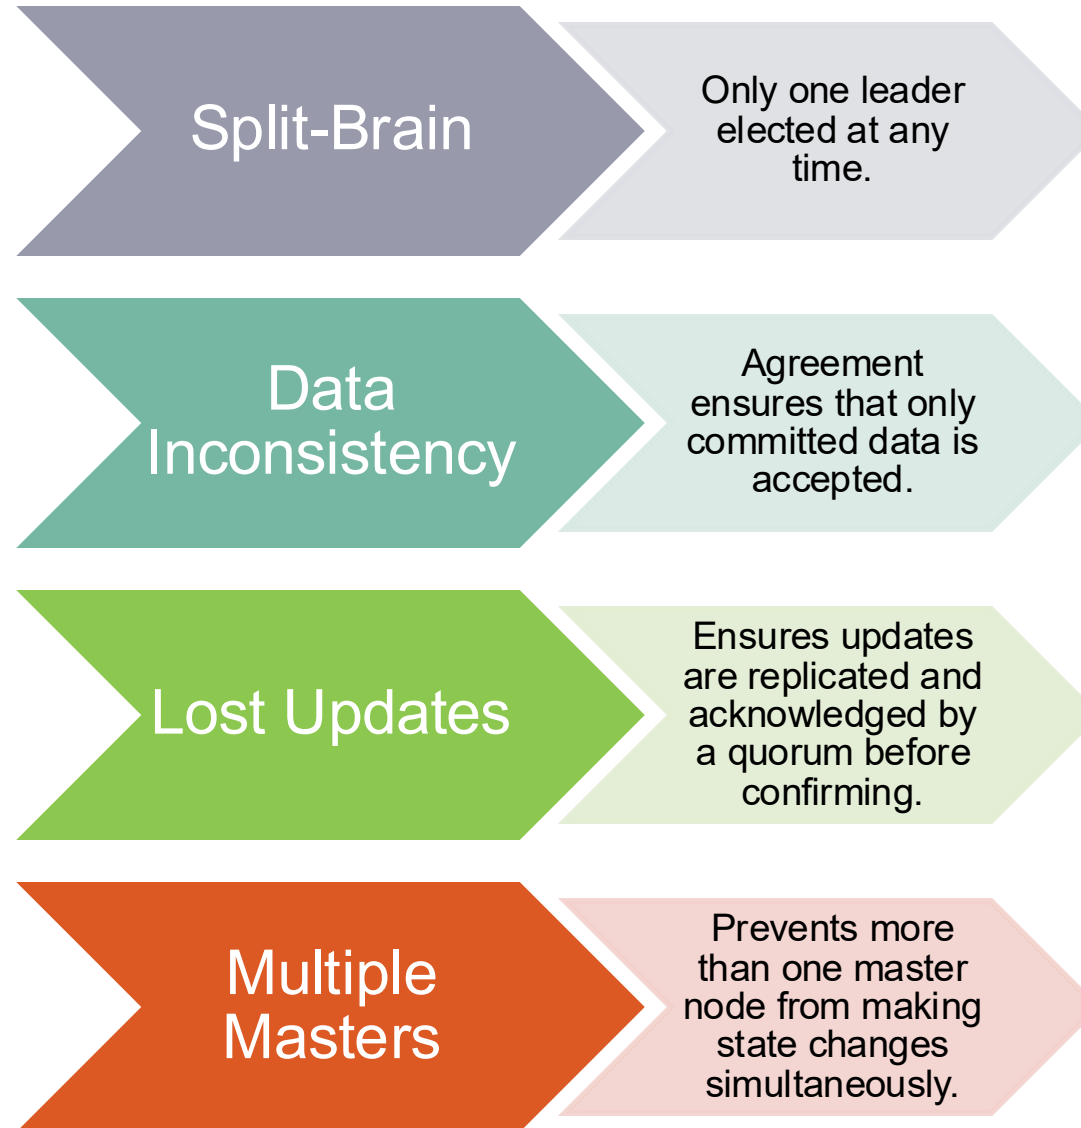 Split-Brain
Only one leader
elected at any
time.
Data
Inconsistency
Agreement
ensures that only
committed data is
accepted.
Lost Updates
Ensures updates
are replicated and
acknowledged by
a quorum before
confirming.
Multiple
Masters
Prevents more
than one master
node from making
state changes
simultaneously.